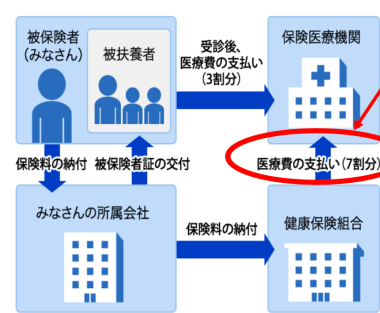 被保険者
(みなさん)
被扶養者
受診後、
医療費の支払い
(3割分)
保険医療機関
保険料の納付
被保険者証の交付
医療費の支払い(7割分)
みなさんの所属会社
保険料の納付
健康保険組合